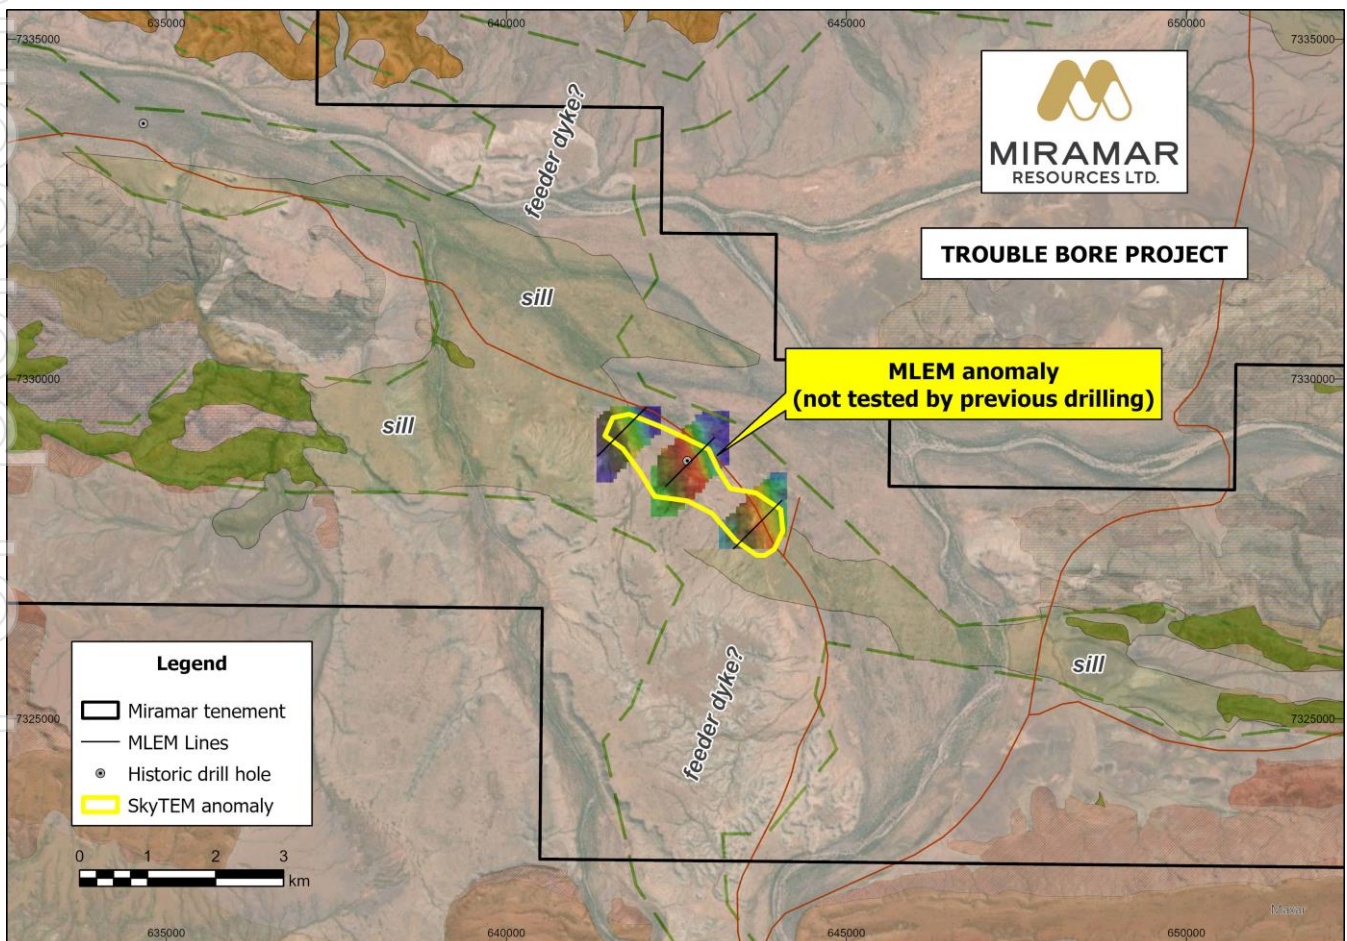 635000
640000
645000
650000
7335000
7335000
MIRAMAR
RESOURCES LTD.
feeder dyke?
TROUBLE BORE PROJECT
sill
7330000
7330000
MLEM anomaly
(not tested by previous drilling)
sill
Legend
Miramar tenement
MLEM Lines
Historic drill hole
SkyTEM anomaly
feeder dyke?
sill
7325000
7325000
0 1 2 3
km
Maxar
635000
640000
645000
650000